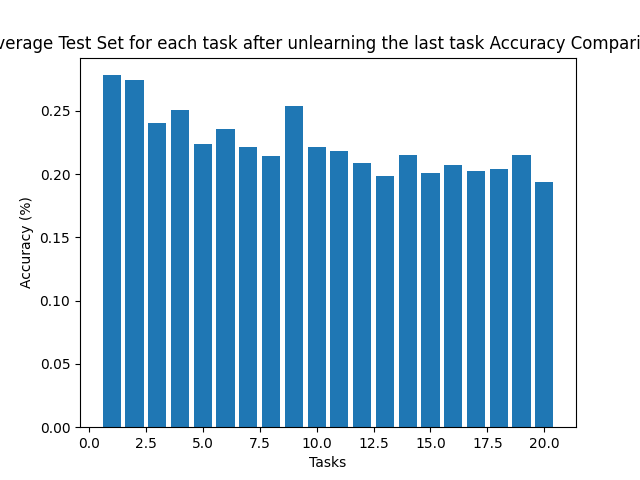 verage Test Set for each task after unlearning the last task Accuracy Compari
0.25
0.20
0.15
0.10
0.05
0.00
Accuracy (%)
0.0 2.5 5.0 7.5 10.0 12.5 15.0 17.5 20.0
Tasks